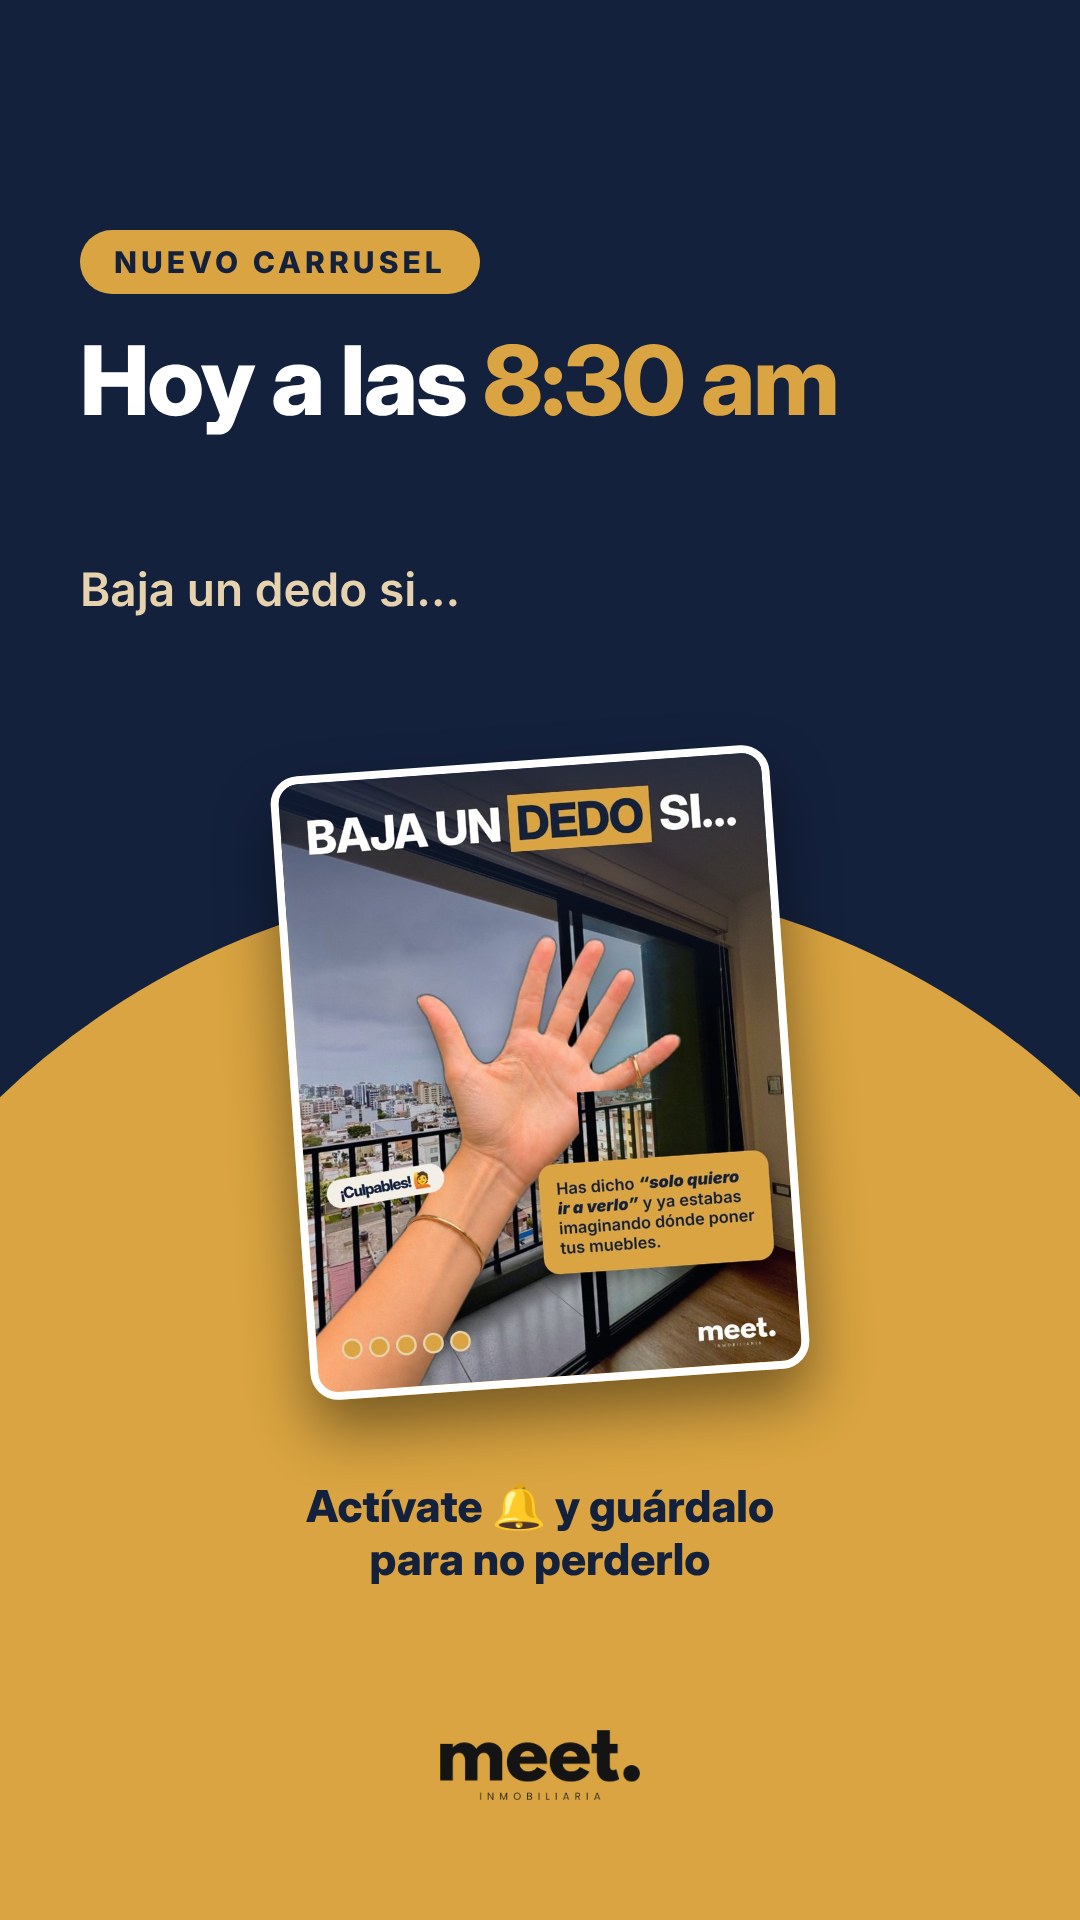 NUEVO CARRUSEL
Hoy a las 8:30 am
Baja un dedo si...
BAJA UN DEDO SI...
¡Culpables! 🙋
Has dicho “solo quiero
ir a verlo” y ya estabas
imaginando dónde poner
tus muebles.
meet.
INMOBILIARIA
Actívate 🔔 y guárdalo
para no perderlo
meet.
INMOBILIARIA